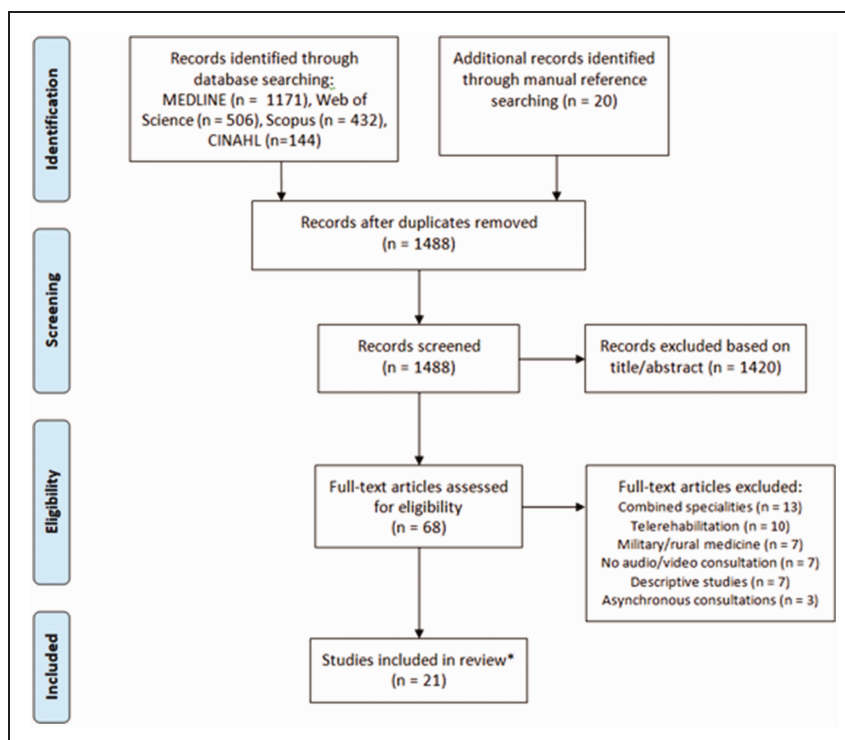 Identification
Records identified through
database searching:
MEDLINE (n = 1171), Web of
Science (n = 506), Scopus (n = 432),
CINAHL (n=144)
Additional records identified
through manual reference
searching (n = 20)
Records after duplicates removed
(n = 1488)
Screening
Records screened
(n = 1488)
Records excluded based on
title/abstract (n = 1420)
Eligibility
Full-text articles assessed
for eligibility
(n = 68)
Full-text articles excluded:
Combined specialities (n = 13)
Telerehabilitation (n = 10)
Military/rural medicine (n = 7)
No audio/video consultation (n = 7)
Descriptive studies (n = 7)
Asynchronous consultations (n = 3)
Included
Studies included in review*
(n = 21)